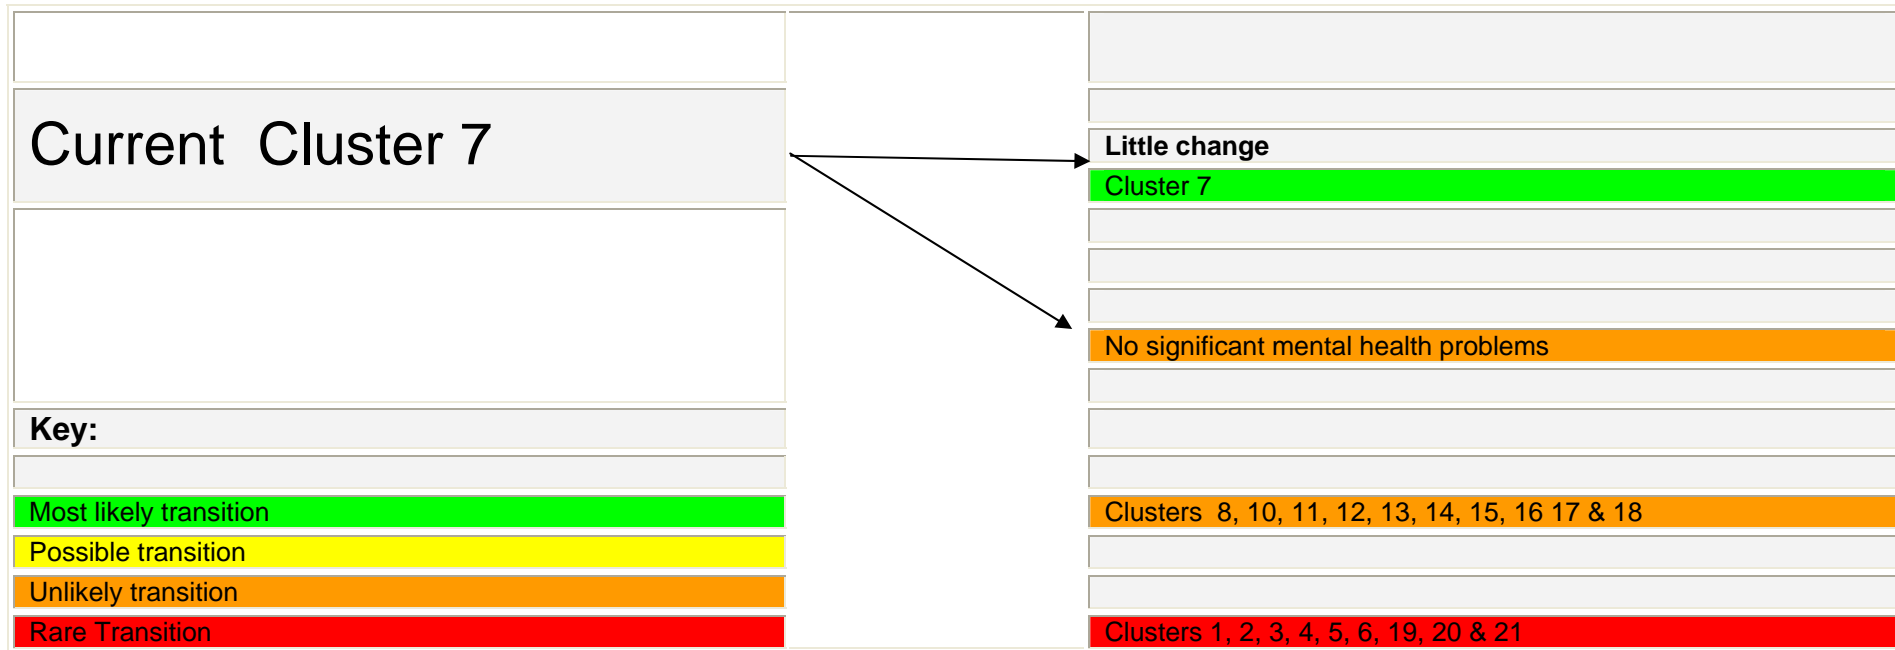 Current  Cluster 7
Little change
Cluster 7
No significant mental health problems
Key:
Most likely transition
Clusters  8, 10, 11, 12, 13, 14, 15, 16 17 & 18
Possible transition
Unlikely transition
Rare Transition
Clusters 1, 2, 3, 4, 5, 6, 19, 20 & 21